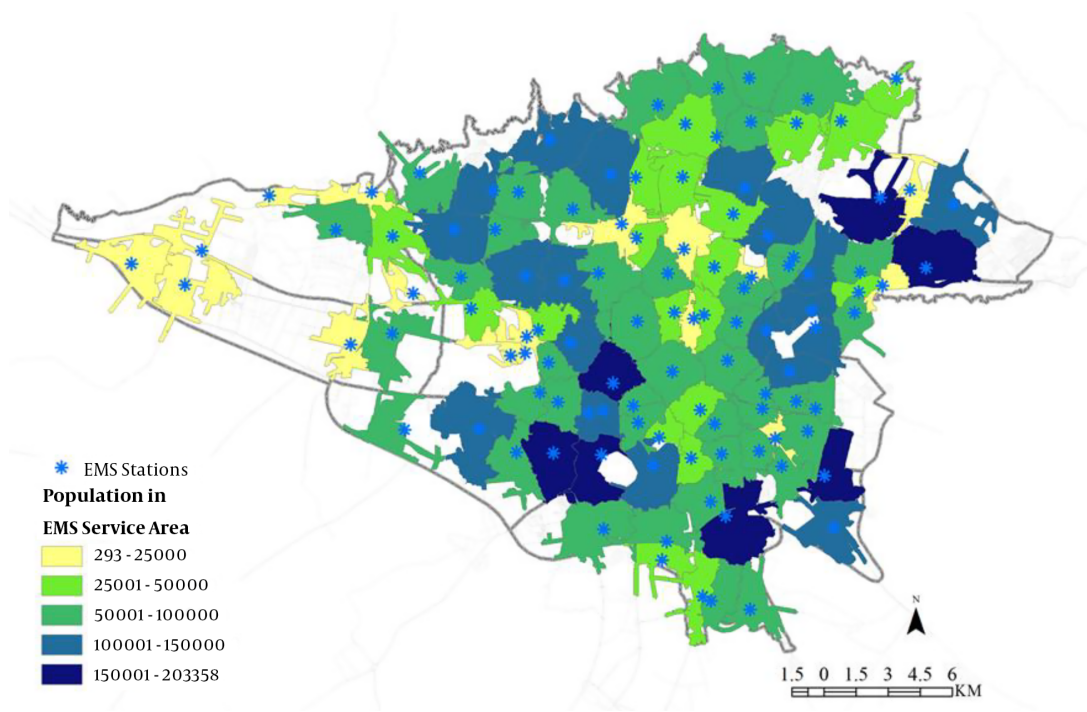 EMS Stations
Population in
EMS Service Area
293 - 25000
25001 - 50000
50001 - 100000
100001 - 150000
150001 - 203358
N
1.5 0 1.5 3 4.5 6
KM